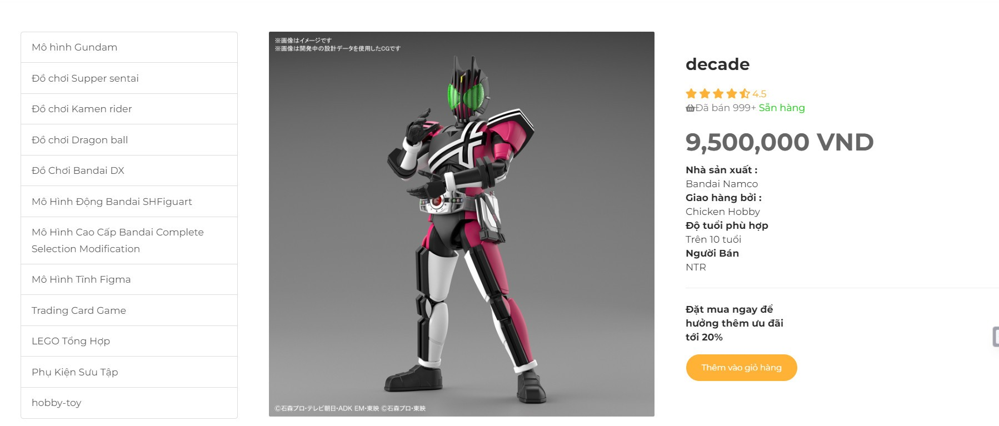 Mô hình Gundam
Đồ chơi Supper sentai
Đồ chơi Kamen rider
Đồ chơi Dragon ball
Đồ Chơi Bandai DX
Mô Hình Động Bandai SHFiguart
Mô Hình Cao Cấp Bandai Complete
Selection Modification
Mô Hình Tĩnh Figma
Trading Card Game
LEGO Tổng Hợp
Phụ Kiện Sưu Tập
hobby-toy
※画像はイメージです
※画像は開発中の設計データを使用したCGです
©石森プロ・テレビ朝日・ADK EM・東映 ©石森プロ・東映
decade
4.5
Đã bán 999+ Sẵn hàng
9,500,000 VND
Nhà sản xuất :
Bandai Namco
Giao hàng bởi :
Chicken Hobby
Độ tuổi phù hợp
Trên 10 tuổi
Người Bán
NTR
Đặt mua ngay để
hưởng thêm ưu đãi
tới 20%
Thêm vào giỏ hàng